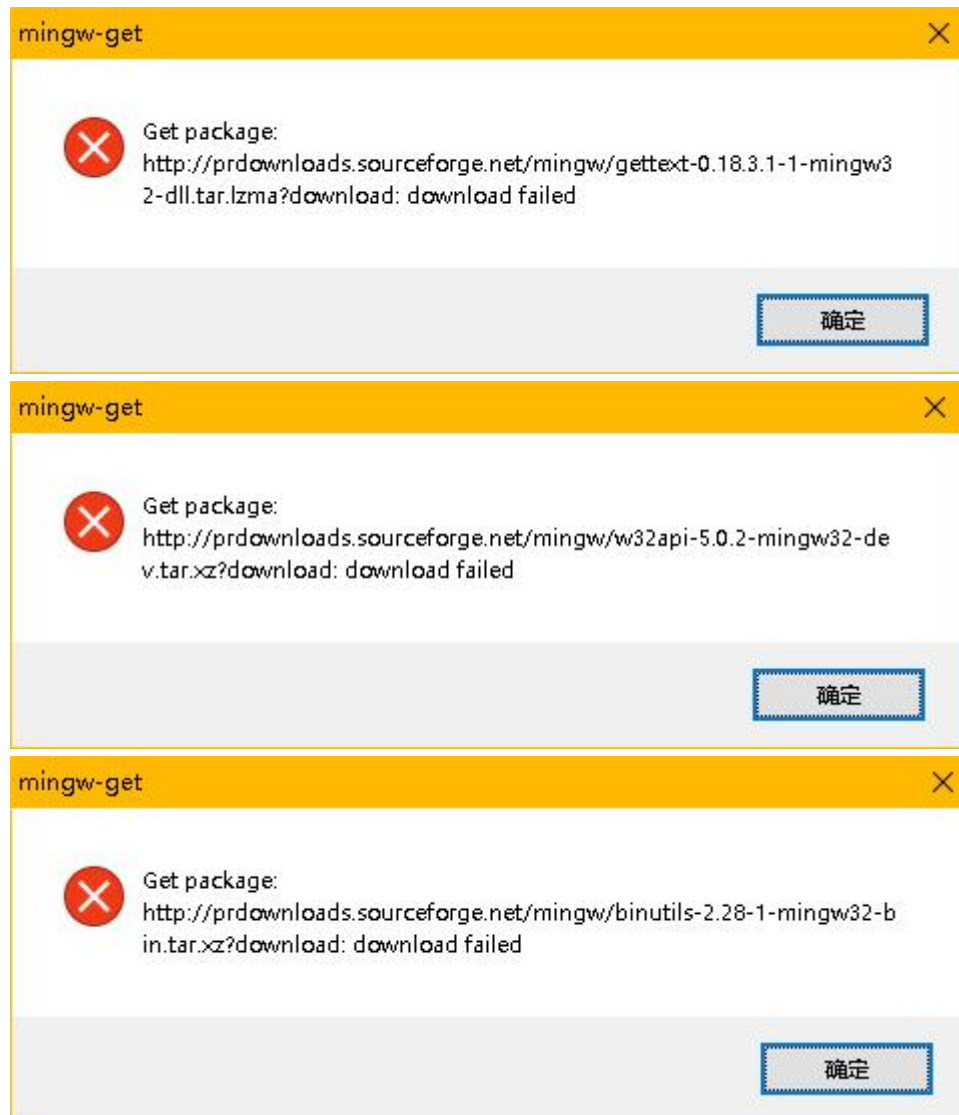 mingw-get
Get package:
http://prdownloads.sourceforge.net/mingw/gettext-0.18.3.1-1-mingw3
2-dll.tar.lzma?download: download failed
确定
mingw-get
Get package:
http://prdownloads.sourceforge.net/mingw/w32api-5.0.2-mingw32-de
v.tar.xz?download: download failed
确定
mingw-get
Get package:
http://prdownloads.sourceforge.net/mingw/binutils-2.28-1-mingw32-b
in.tar.xz?download: download failed
确定